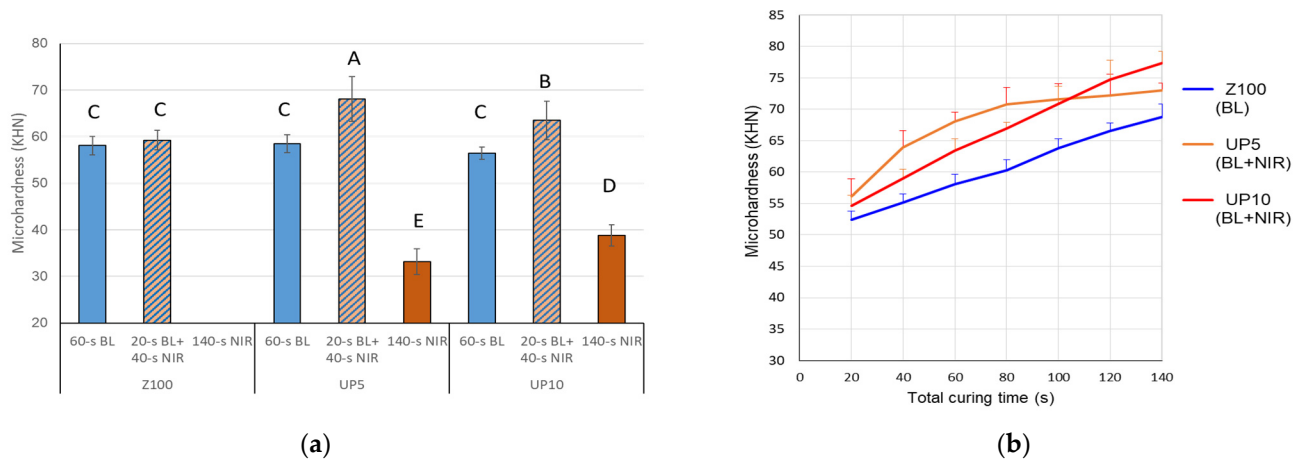 80
70
60
50
40
30
20
Microhardness (KHN)
C
C
C
A
E
C
B
D
60-s BL
20-s BL+
40-s NIR
140-s NIR
60-s BL
20-s BL+
40-s NIR
140-s NIR
60-s BL
20-s BL+
40-s NIR
140-s NIR
Z100
UP5
UP10
(a)
85
80
75
70
65
60
55
50
45
40
35
30
Microhardness (KHN)
0 20 40 60 80 100 120 140
Total curing time (s)
Z100
(BL)
UP5
(BL+NIR)
UP10
(BL+NIR)
(b)